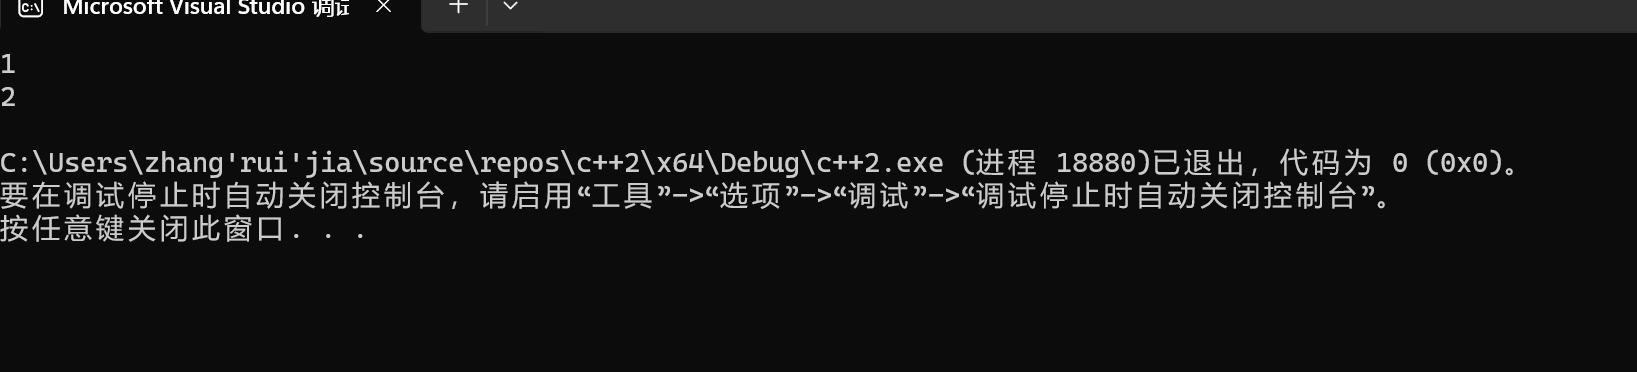 Microsoft Visual Studio 调试
1
2
C:\Users\zhang'rui'jia\source\repos\c++2\x64\Debug\c++2.exe (进程 18880)已退出，代码为 0 (0x0)。
要在调试停止时自动关闭控制台，请启用“工具”->“选项”->“调试”->“调试停止时自动关闭控制台”。
按任意键关闭此窗口. . .